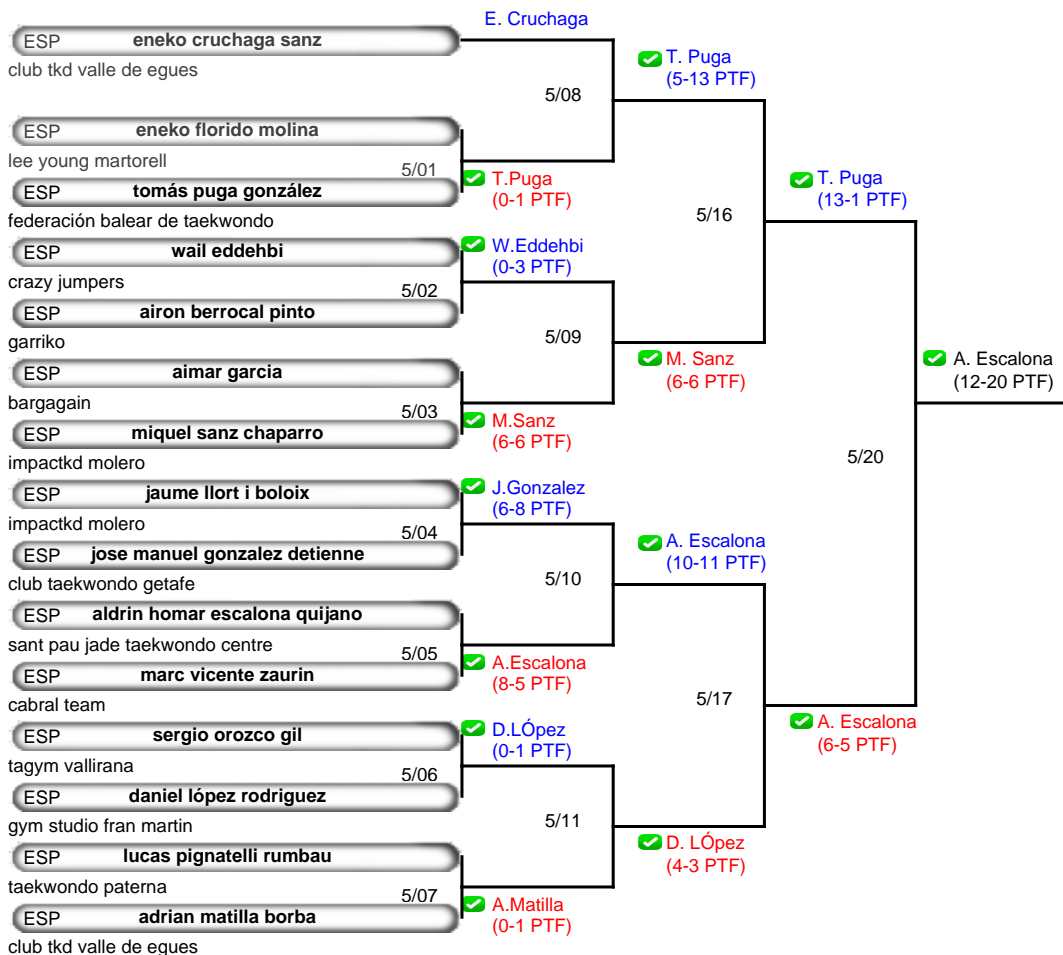 E. Cruchaga
ESP eneko cruchaga sanz
club tkd valle de egues
T. Puga
(5-13 PTF)
5/08
ESP eneko florido molina
lee young martorell
5/01
T.Puga
(0-1 PTF)
ESP tomás puga gonzález
federación balear de taekwondo
T. Puga
(13-1 PTF)
5/16
ESP wail eddehbi
crazy jumpers
W.Eddehbi
(0-3 PTF)
5/02
ESP airon berrocal pinto
garriko
5/09
M. Sanz
(6-6 PTF)
ESP aimar garcia
bargagain
5/03
M.Sanz
(6-6 PTF)
ESP miquel sanz chaparro
impactkd molero
A. Escalona
(12-20 PTF)
5/20
ESP jaume llort i boloix
impactkd molero
J.Gonzalez
(6-8 PTF)
5/04
ESP jose manuel gonzalez detienne
club taekwondo getafe
A. Escalona
(10-11 PTF)
5/10
ESP aldrin homar escalona quijano
sant pau jade taekwondo centre
5/05
A.Escalona
(8-5 PTF)
ESP marc vicente zaurin
cabral team
5/17
A. Escalona
(6-5 PTF)
ESP sergio orozco gil
tagym vallirana
D.LÓpez
(0-1 PTF)
5/06
ESP daniel lópez rodriguez
gym studio fran martin
5/11
D. LÓpez
(4-3 PTF)
ESP lucas pignatelli rumbau
taekwondo paterna
5/07
A.Matilla
(0-1 PTF)
ESP adrian matilla borba
club tkd valle de egues